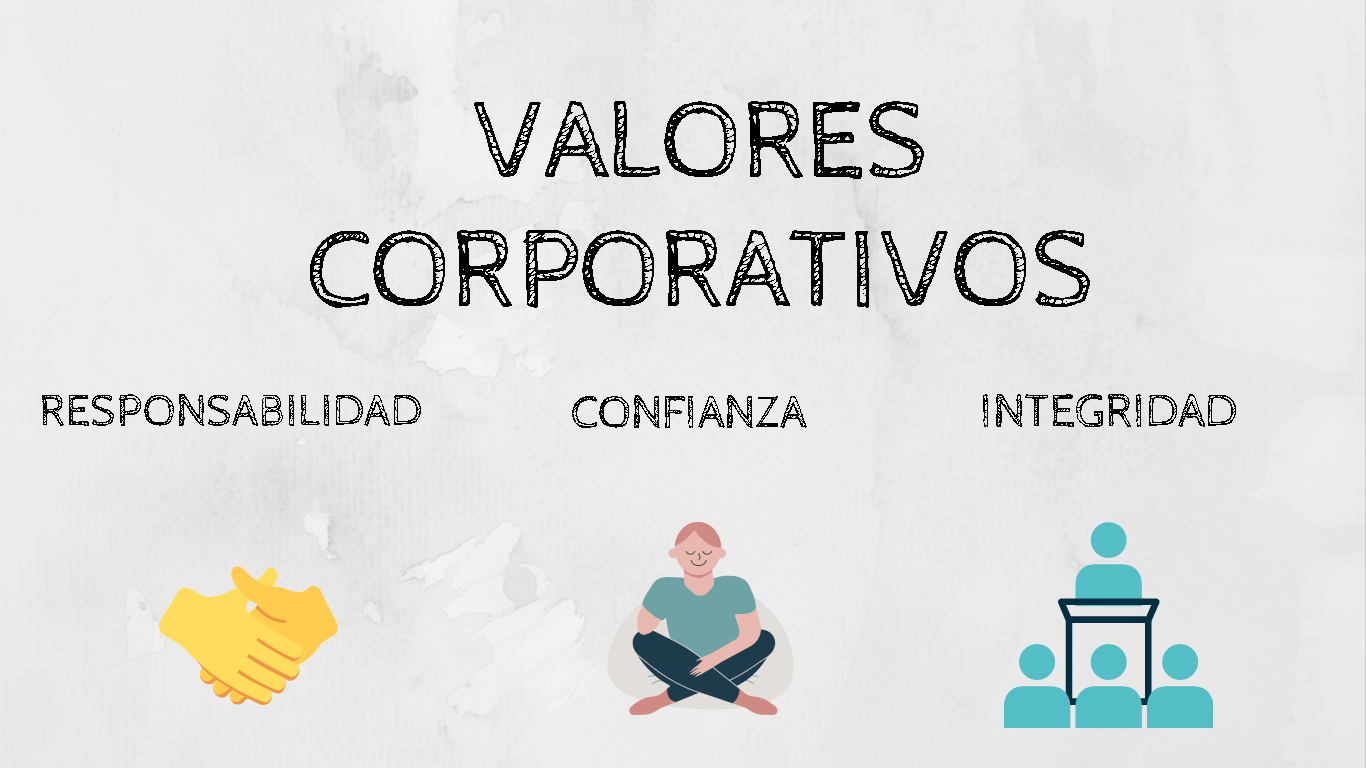 VALORES
CORPORATIVOS
RESPONSABILIDAD
CONFIANZA
INTEGRIDAD